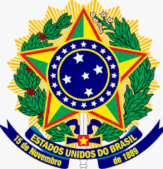 ESTADOS UNIDOS DO BRASIL
15 de Novembro
de 1889